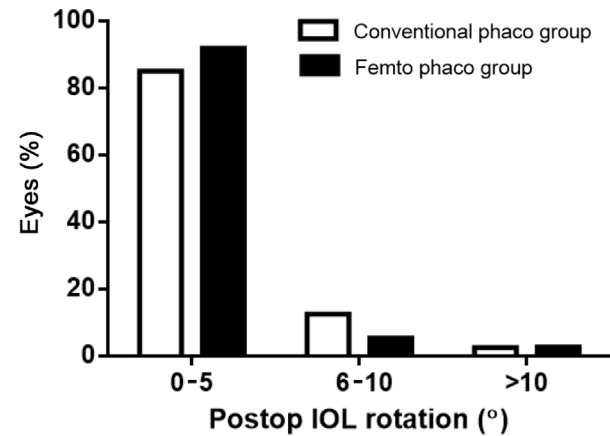 100
80
60
40
20
0
Eyes (%)
Conventional phaco group
Femto phaco group
0-5
6-10
>10
Postop IOL rotation (°)